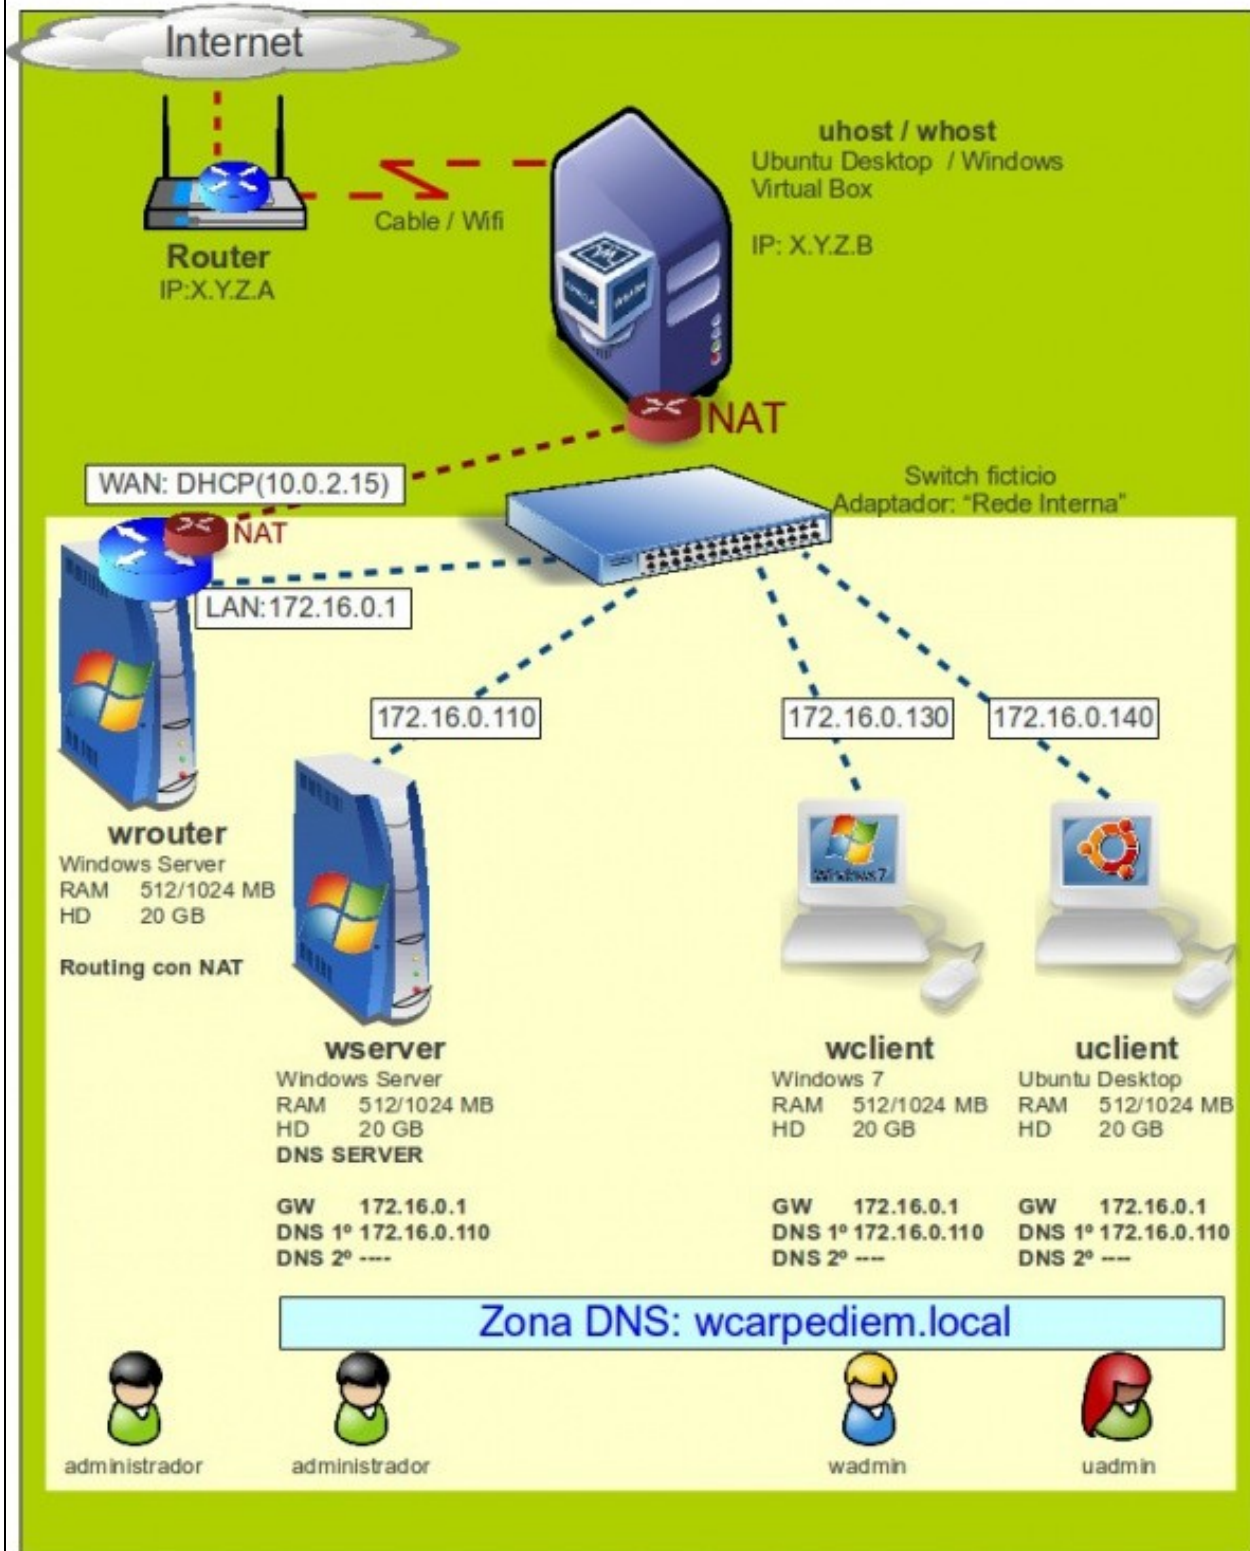 Internet
uhost / whost
Ubuntu Desktop / Windows
Virtual Box
IP: X.Y.Z.B
Cable / Wifi
Router
IP:X.Y.Z.A
NAT
WAN: DHCP(10.0.2.15)
Switch ficticio
Adaptador: “Rede Interna”
NAT
LAN:172.16.0.1
172.16.0.110
172.16.0.130
172.16.0.140
wrouter
Windows Server
RAM 512/1024 MB
HD 20 GB
Routing con NAT
Windows 7
wserver
Windows Server
RAM 512/1024 MB
HD 20 GB
DNS SERVER
GW 172.16.0.1
DNS 1º 172.16.0.110
DNS 2º ----
wclient
Windows 7
RAM 512/1024 MB
HD 20 GB
GW 172.16.0.1
DNS 1º 172.16.0.110
DNS 2º ----
uclient
Ubuntu Desktop
RAM 512/1024 MB
HD 20 GB
GW 172.16.0.1
DNS 1º 172.16.0.110
DNS 2º ----
Zona DNS: wcarpediem.local
administrador
administrador
wadmin
uadmin